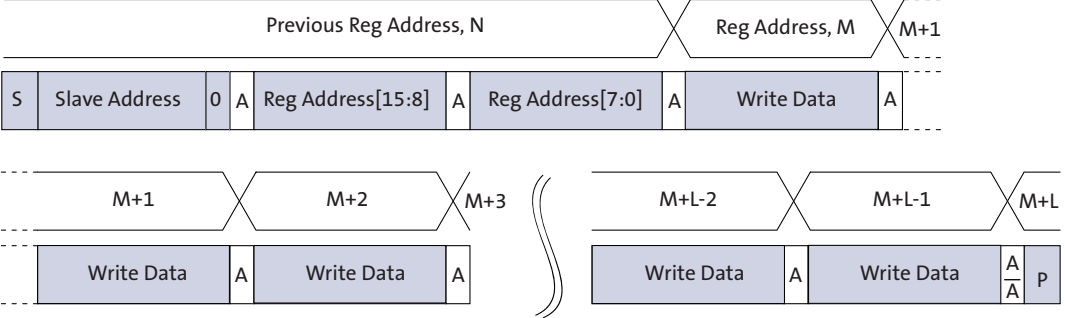 Previous Reg Address, N Reg Address, M M+1
S Slave Address 0 A Reg Address[15:8] A Reg Address[7:0] A Write Data A
M+1 M+2 M+3 M+L-2 M+L-1 M+L
Write Data A Write Data A Write Data A Write Data A/A̅ P